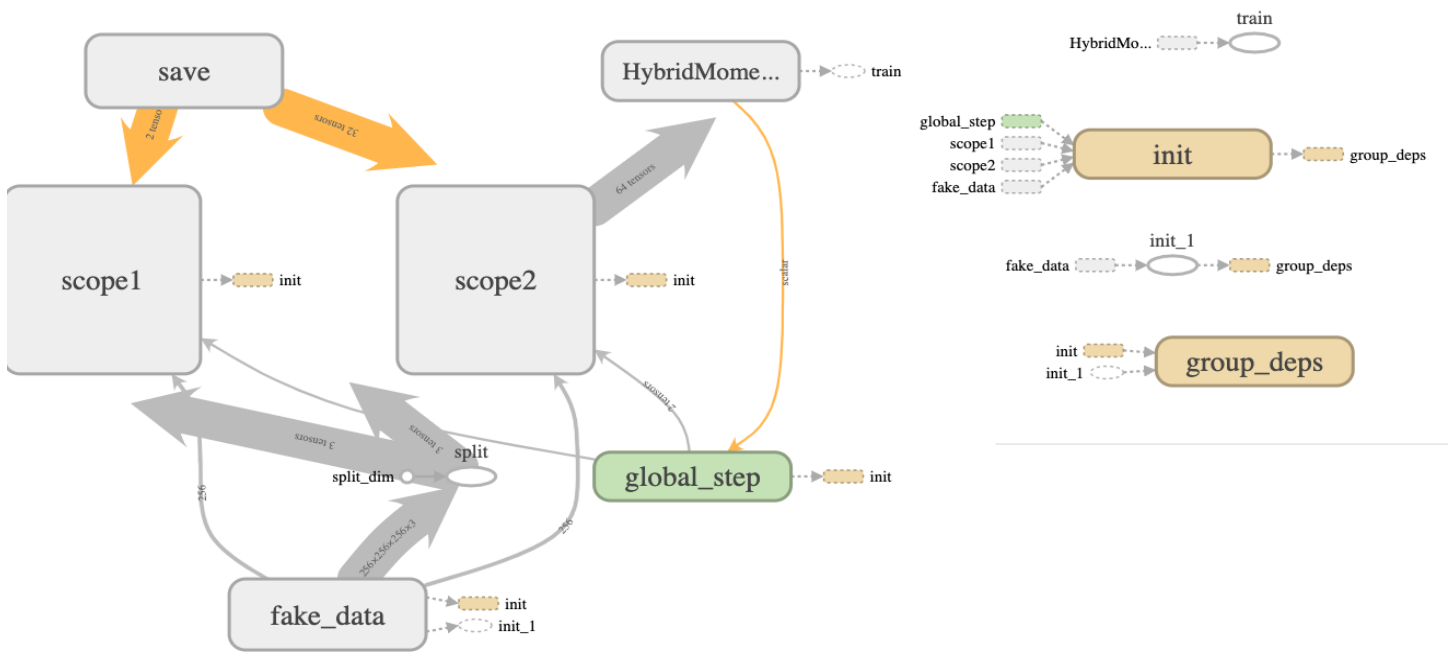 save
2 tenso
32 tensors
HybridMome...
train
64 tensors
scope1
init
scope2
init
scalar
2 tensors
3 tensors
3 tensors
split
split_dim
global_step
init
256
256×256×256×3
256
fake_data
init
init_1
train
HybridMo...
global_step
scope1
scope2
fake_data
init
group_deps
init_1
fake_data
group_deps
init
init_1
group_deps